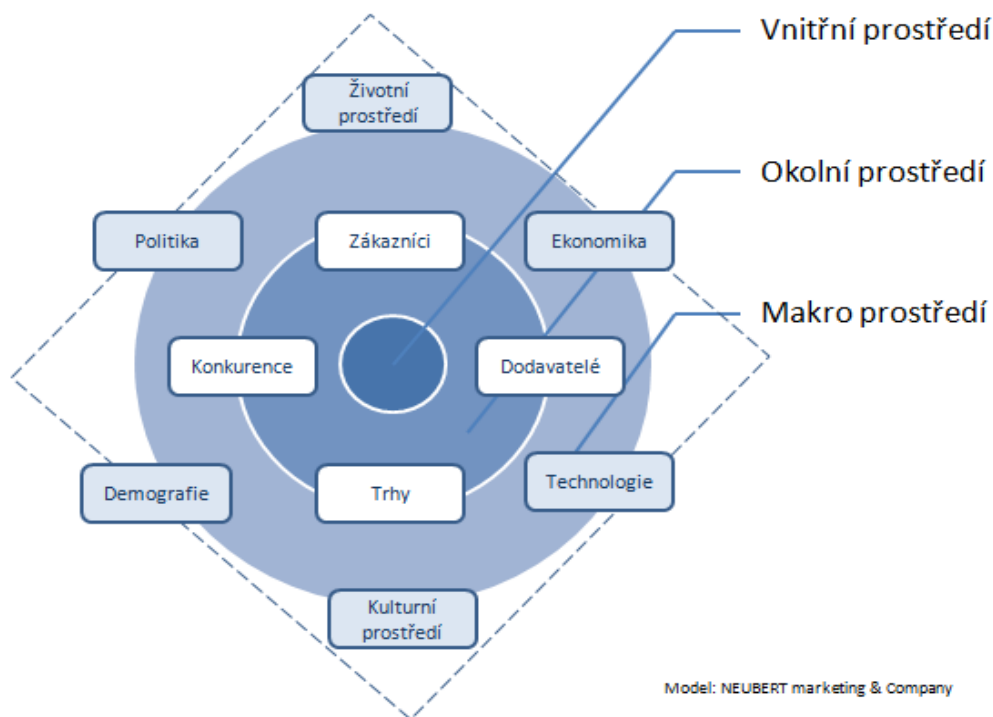 Vnitřní prostředí
Životní
prostředí
Okolní prostředí
Politika
Zákazníci
Ekonomika
Makro prostředí
Konkurence
Dodavatelé
Demografie
Trhy
Technologie
Kulturní
prostředí
Model: NEUBERT marketing & Company